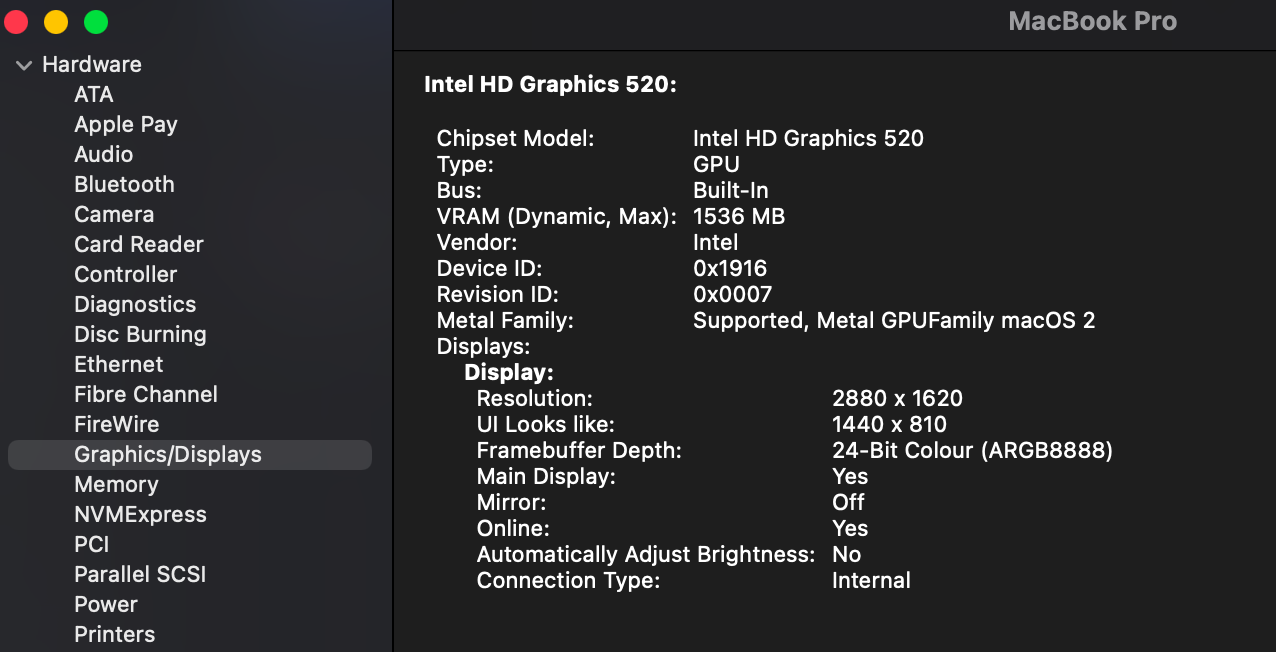 MacBook Pro
Hardware
ATA
Apple Pay
Audio
Bluetooth
Camera
Card Reader
Controller
Diagnostics
Disc Burning
Ethernet
Fibre Channel
FireWire
Graphics/Displays
Memory
NVMExpress
PCI
Parallel SCSI
Power
Printers
Intel HD Graphics 520:
Chipset Model: Intel HD Graphics 520
Type: GPU
Bus: Built-In
VRAM (Dynamic, Max): 1536 MB
Vendor: Intel
Device ID: 0x1916
Revision ID: 0x0007
Metal Family: Supported, Metal GPUFamily macOS 2
Displays:
Display:
Resolution: 2880 x 1620
UI Looks like: 1440 x 810
Framebuffer Depth: 24-Bit Colour (ARGB8888)
Main Display: Yes
Mirror: Off
Online: Yes
Automatically Adjust Brightness: No
Connection Type: Internal